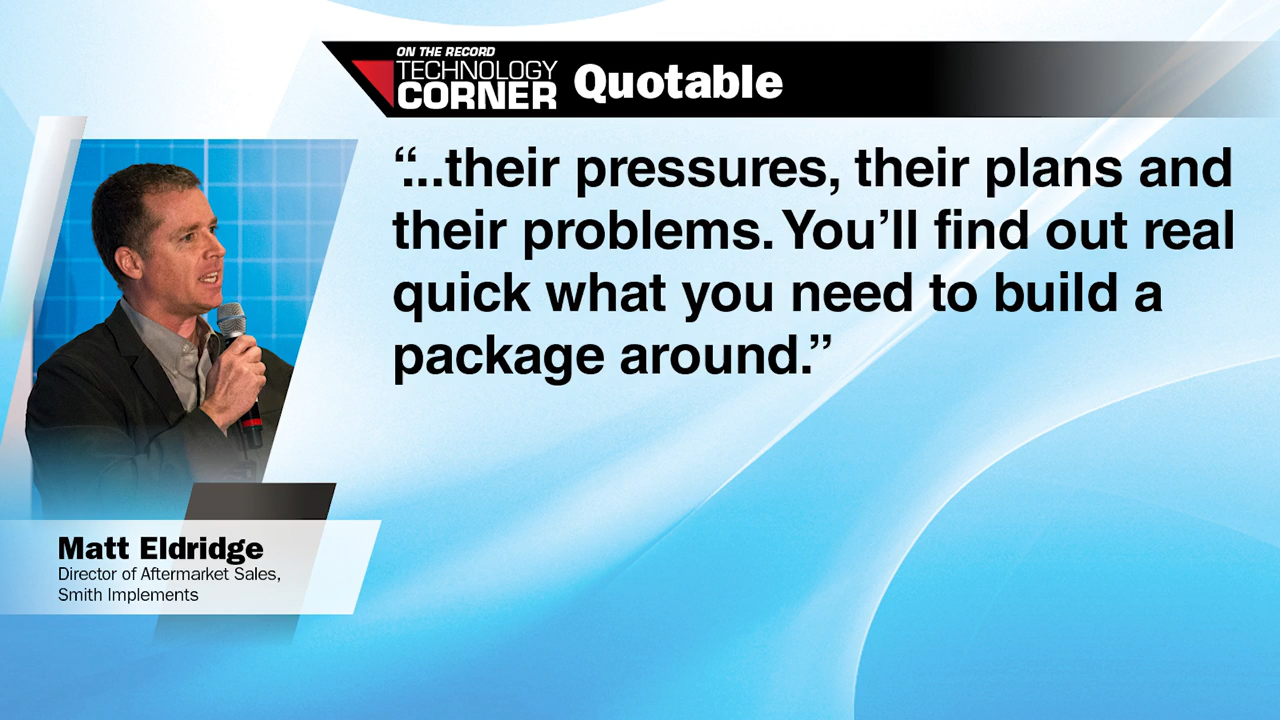 ON THE RECORD
TECHNOLOGY
CORNER
Quotable
“...their pressures, their plans and
their problems. You’ll find out real
quick what you need to build a
package around.”
Matt Eldridge
Director of Aftermarket Sales,
Smith Implements